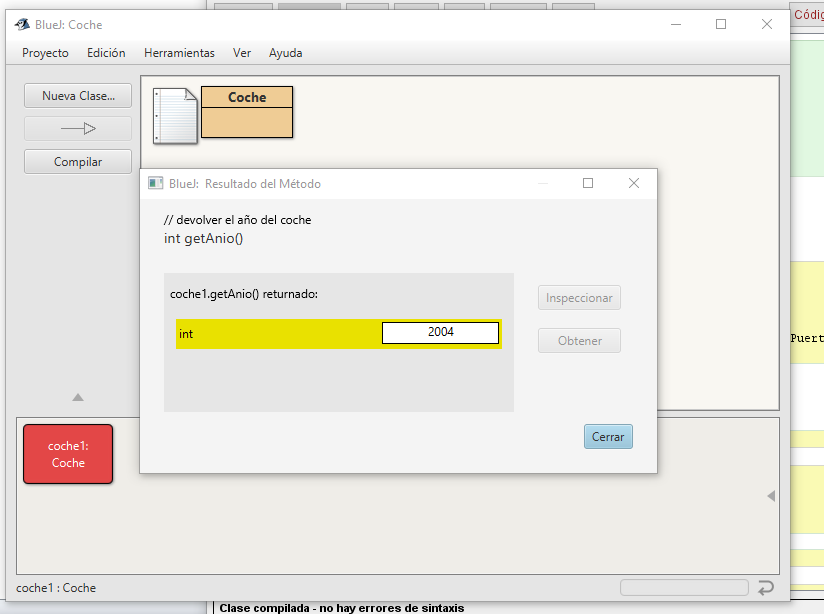 BlueJ: Coche
Proyecto Edición Herramientas Ver Ayuda
Nueva Clase...
Compilar
Coche
BlueJ: Resultado del Método
// devolver el año del coche
int getAnio()
coche1.getAnio() returnado:
int 2004
Inspeccionar
Obtener
Cerrar
coche1:
Coche
coche1 : Coche
Clase compilada - no hay errores de sintaxis